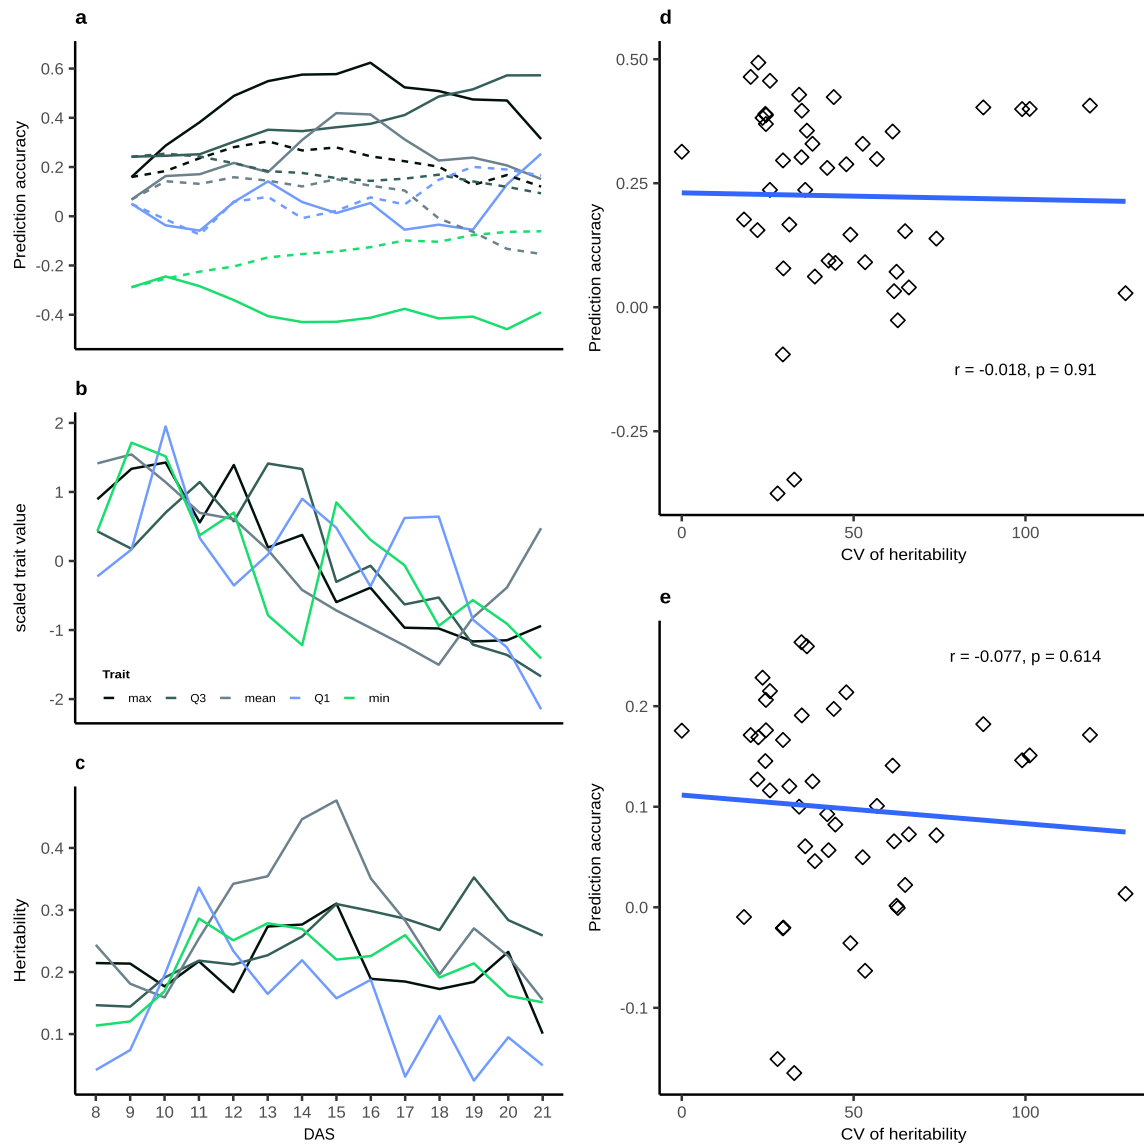 a
Prediction accuracy
0.6
0.4
0.2
0
-0.2
-0.4
b
scaled trait value
2
1
0
-1
-2
Trait
max Q3 mean Q1 min
c
Heritability
0.4
0.3
0.2
0.1
8 9 10 11 12 13 14 15 16 17 18 19 20 21
DAS
d
Prediction accuracy
0.50
0.25
0.00
-0.25
r = -0.018, p = 0.91
0 50 100
CV of heritability
e
Prediction accuracy
r = -0.077, p = 0.614
0.2
0.1
0.0
-0.1
0 50 100
CV of heritability